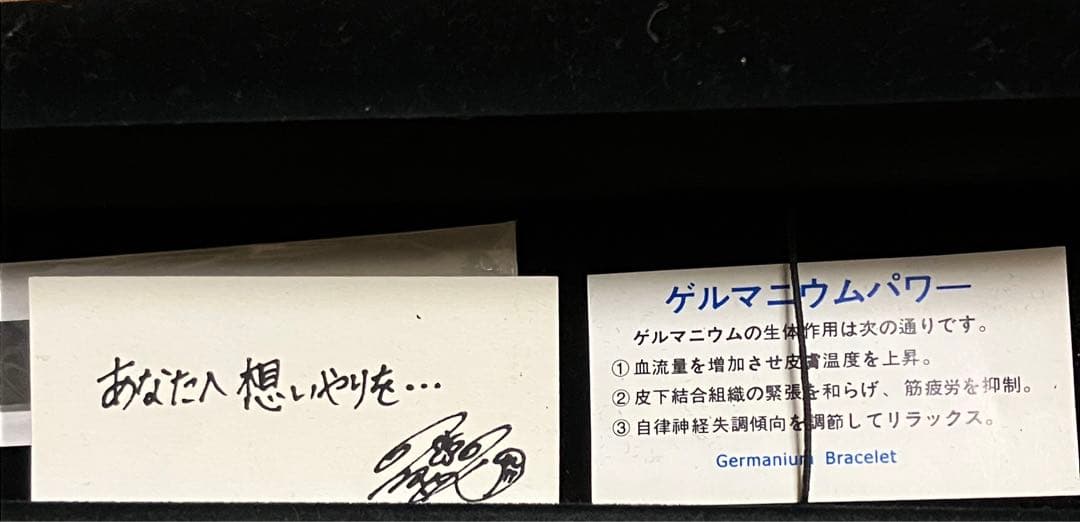 あなたへ 想いやりを…
ゲルマニウムパワー
ゲルマニウムの生体作用は次の通りです。
①血流量を増加させ皮膚温度を上昇。
②皮下結合組織の緊張を和らげ、筋疲労を抑制。
③自律神経失調傾向を調節してリラックス。
Germanium Bracelet